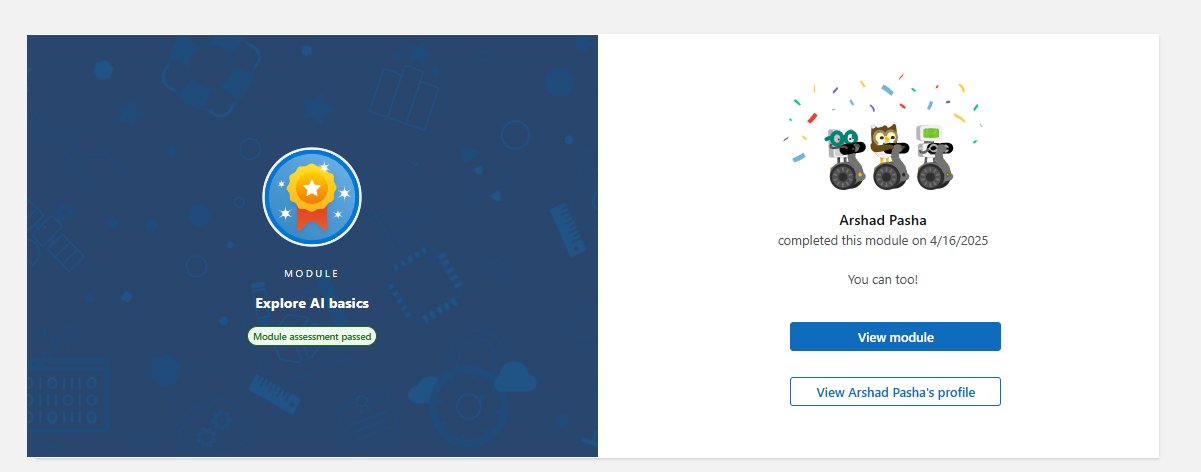 MODULE
Explore AI basics
Module assessment passed
Arshad Pasha
completed this module on 4/16/2025
You can too!
View module
View Arshad Pasha's profile